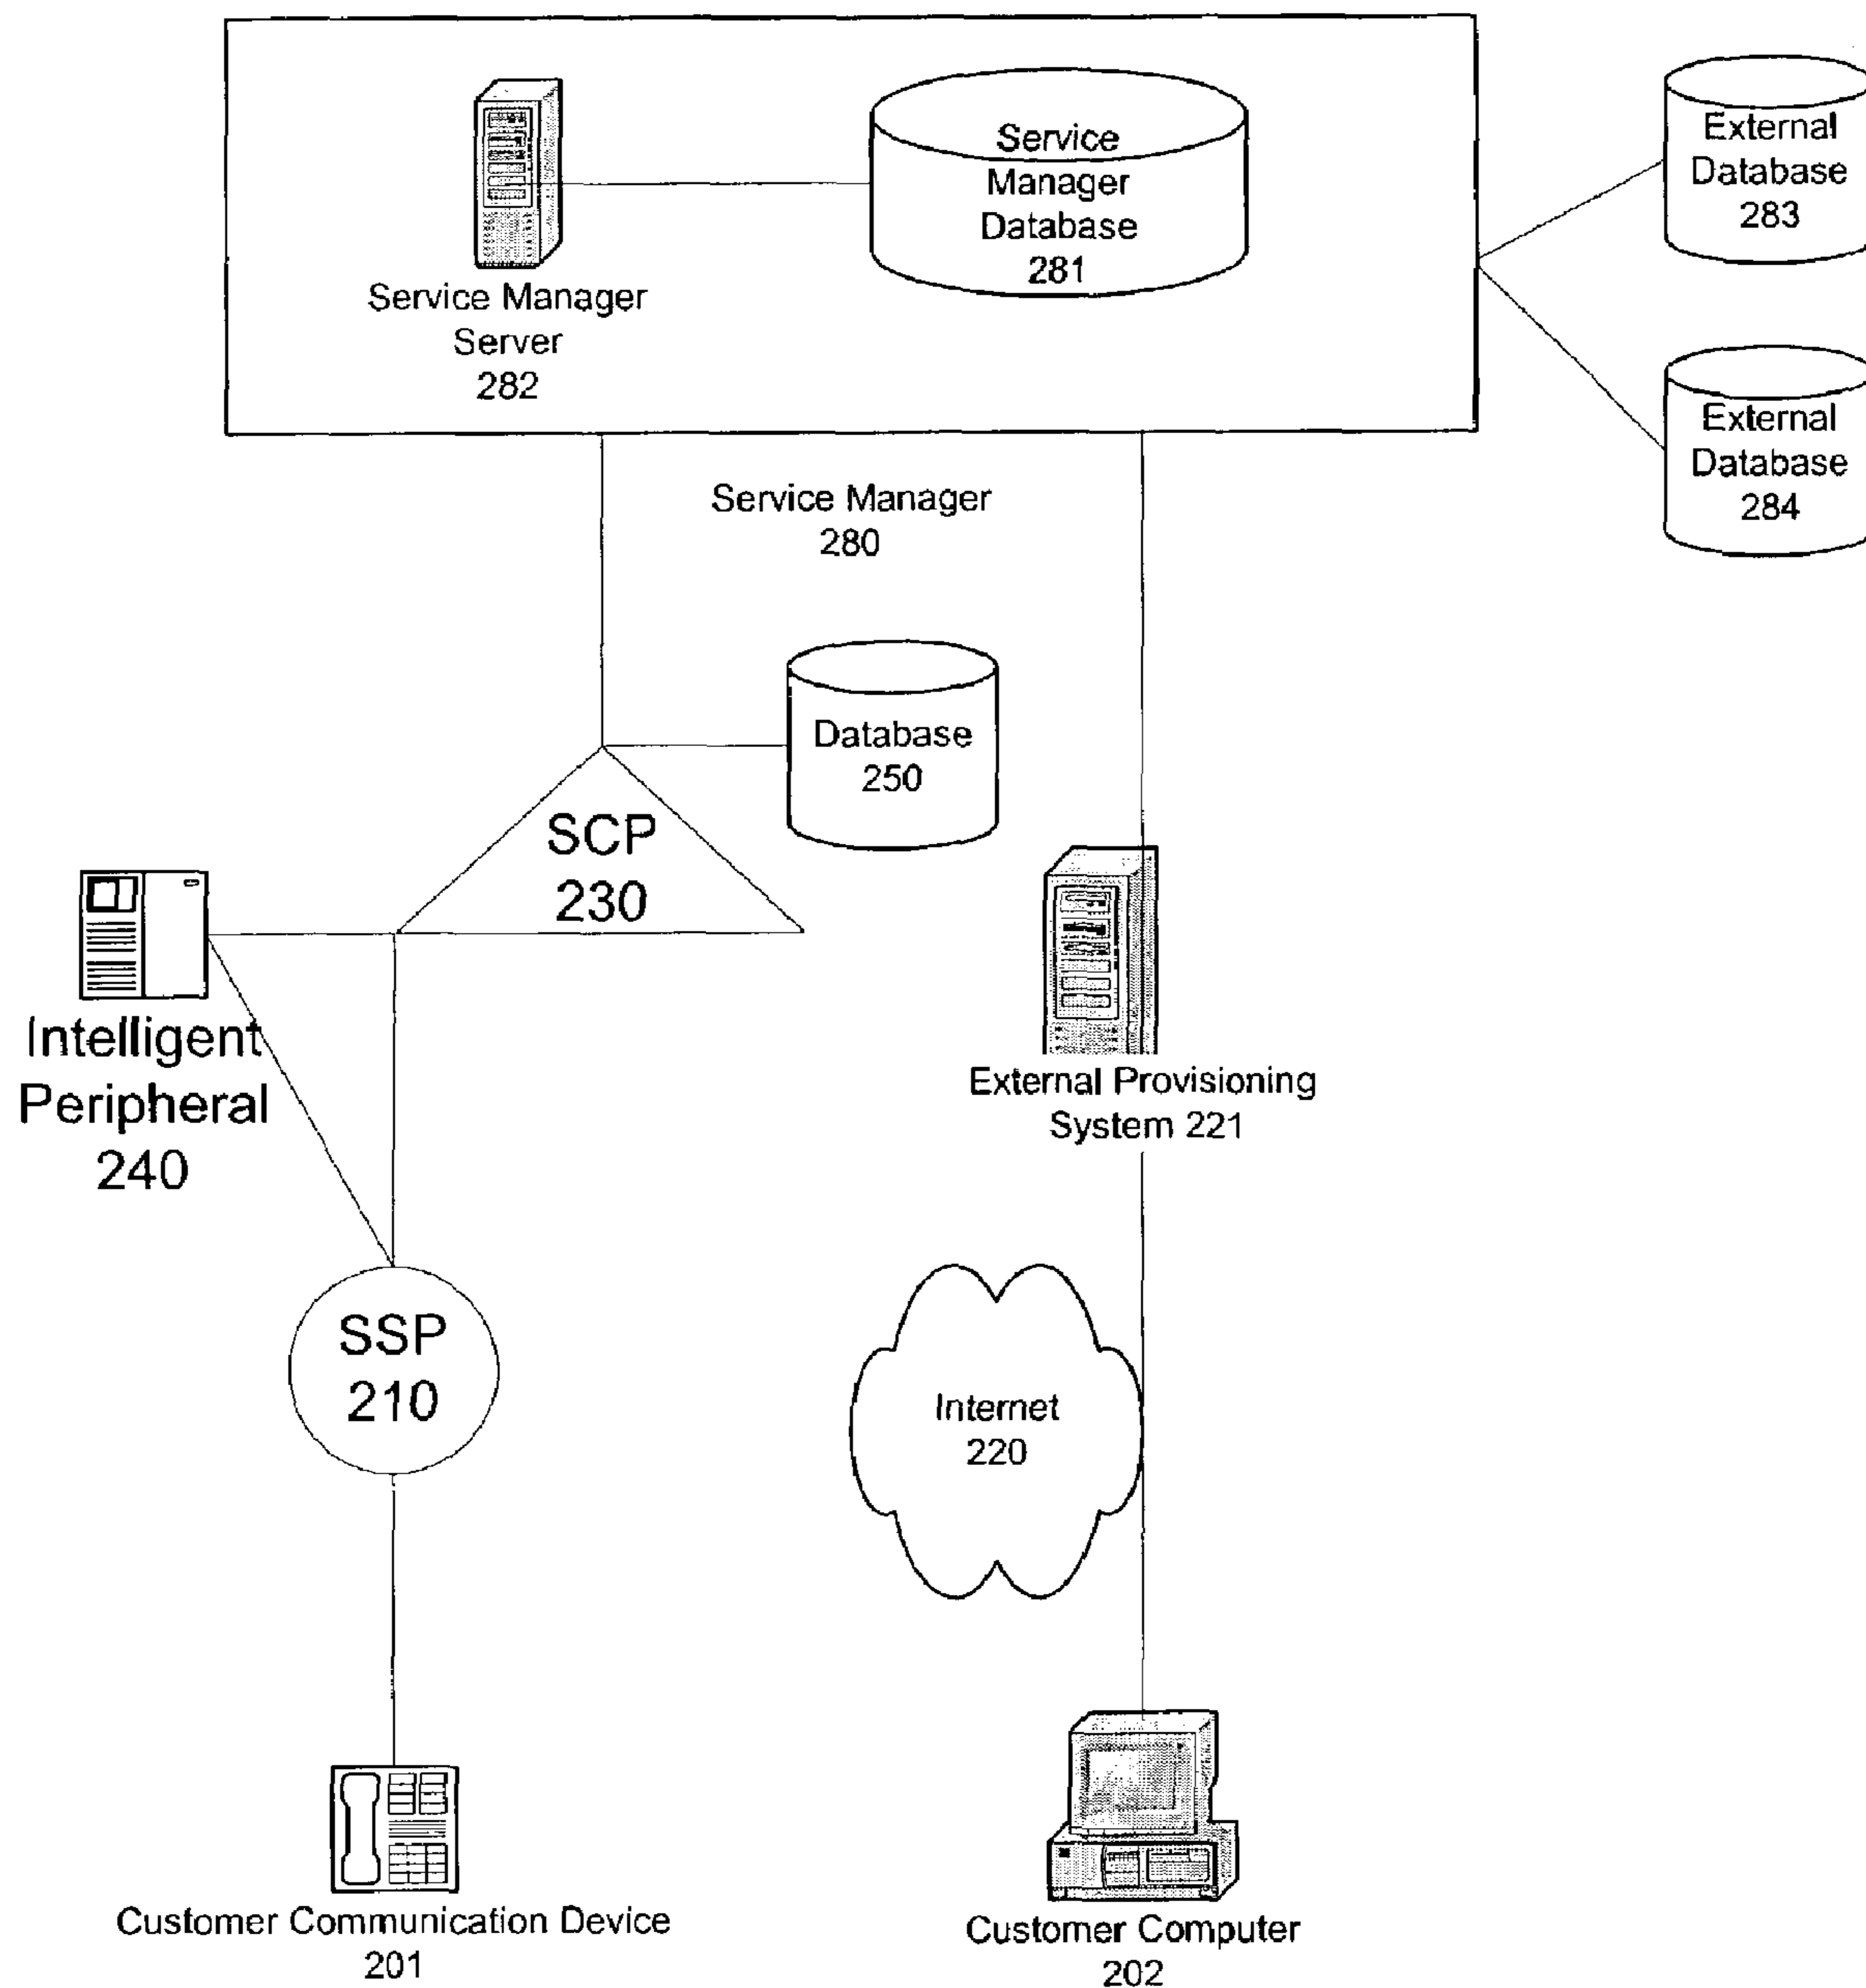 Service
Manager
Database
281
Service Manager
Server
282
External
Database
283
External
Database
284
Service Manager
280
Database
250
SCP
230
Intelligent
Peripheral
240
External Provisioning
System 221
SSP
210
Internet
220
Customer Communication Device
201
Customer Computer
202